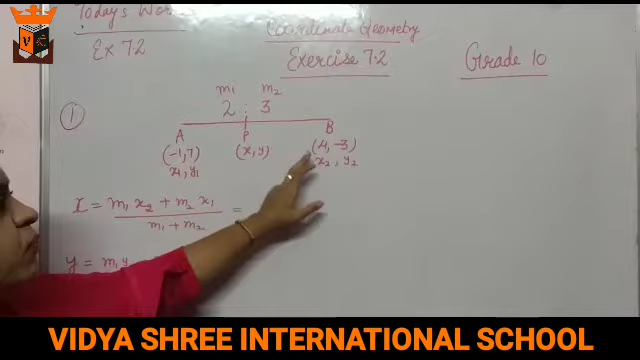 Today's Wor
Ex 7.2
Coordinate Geometry
Exercise 7.2
Grade 10
V
①
m1 m2
2 : 3
A P B
(-1, 7) (x, y) (4, -3)
x1, y1 x2, y2
x = m1 x2 + m2 x1 =
m1 + m2
y = m1 y
VIDYA SHREE INTERNATIONAL SCHOOL